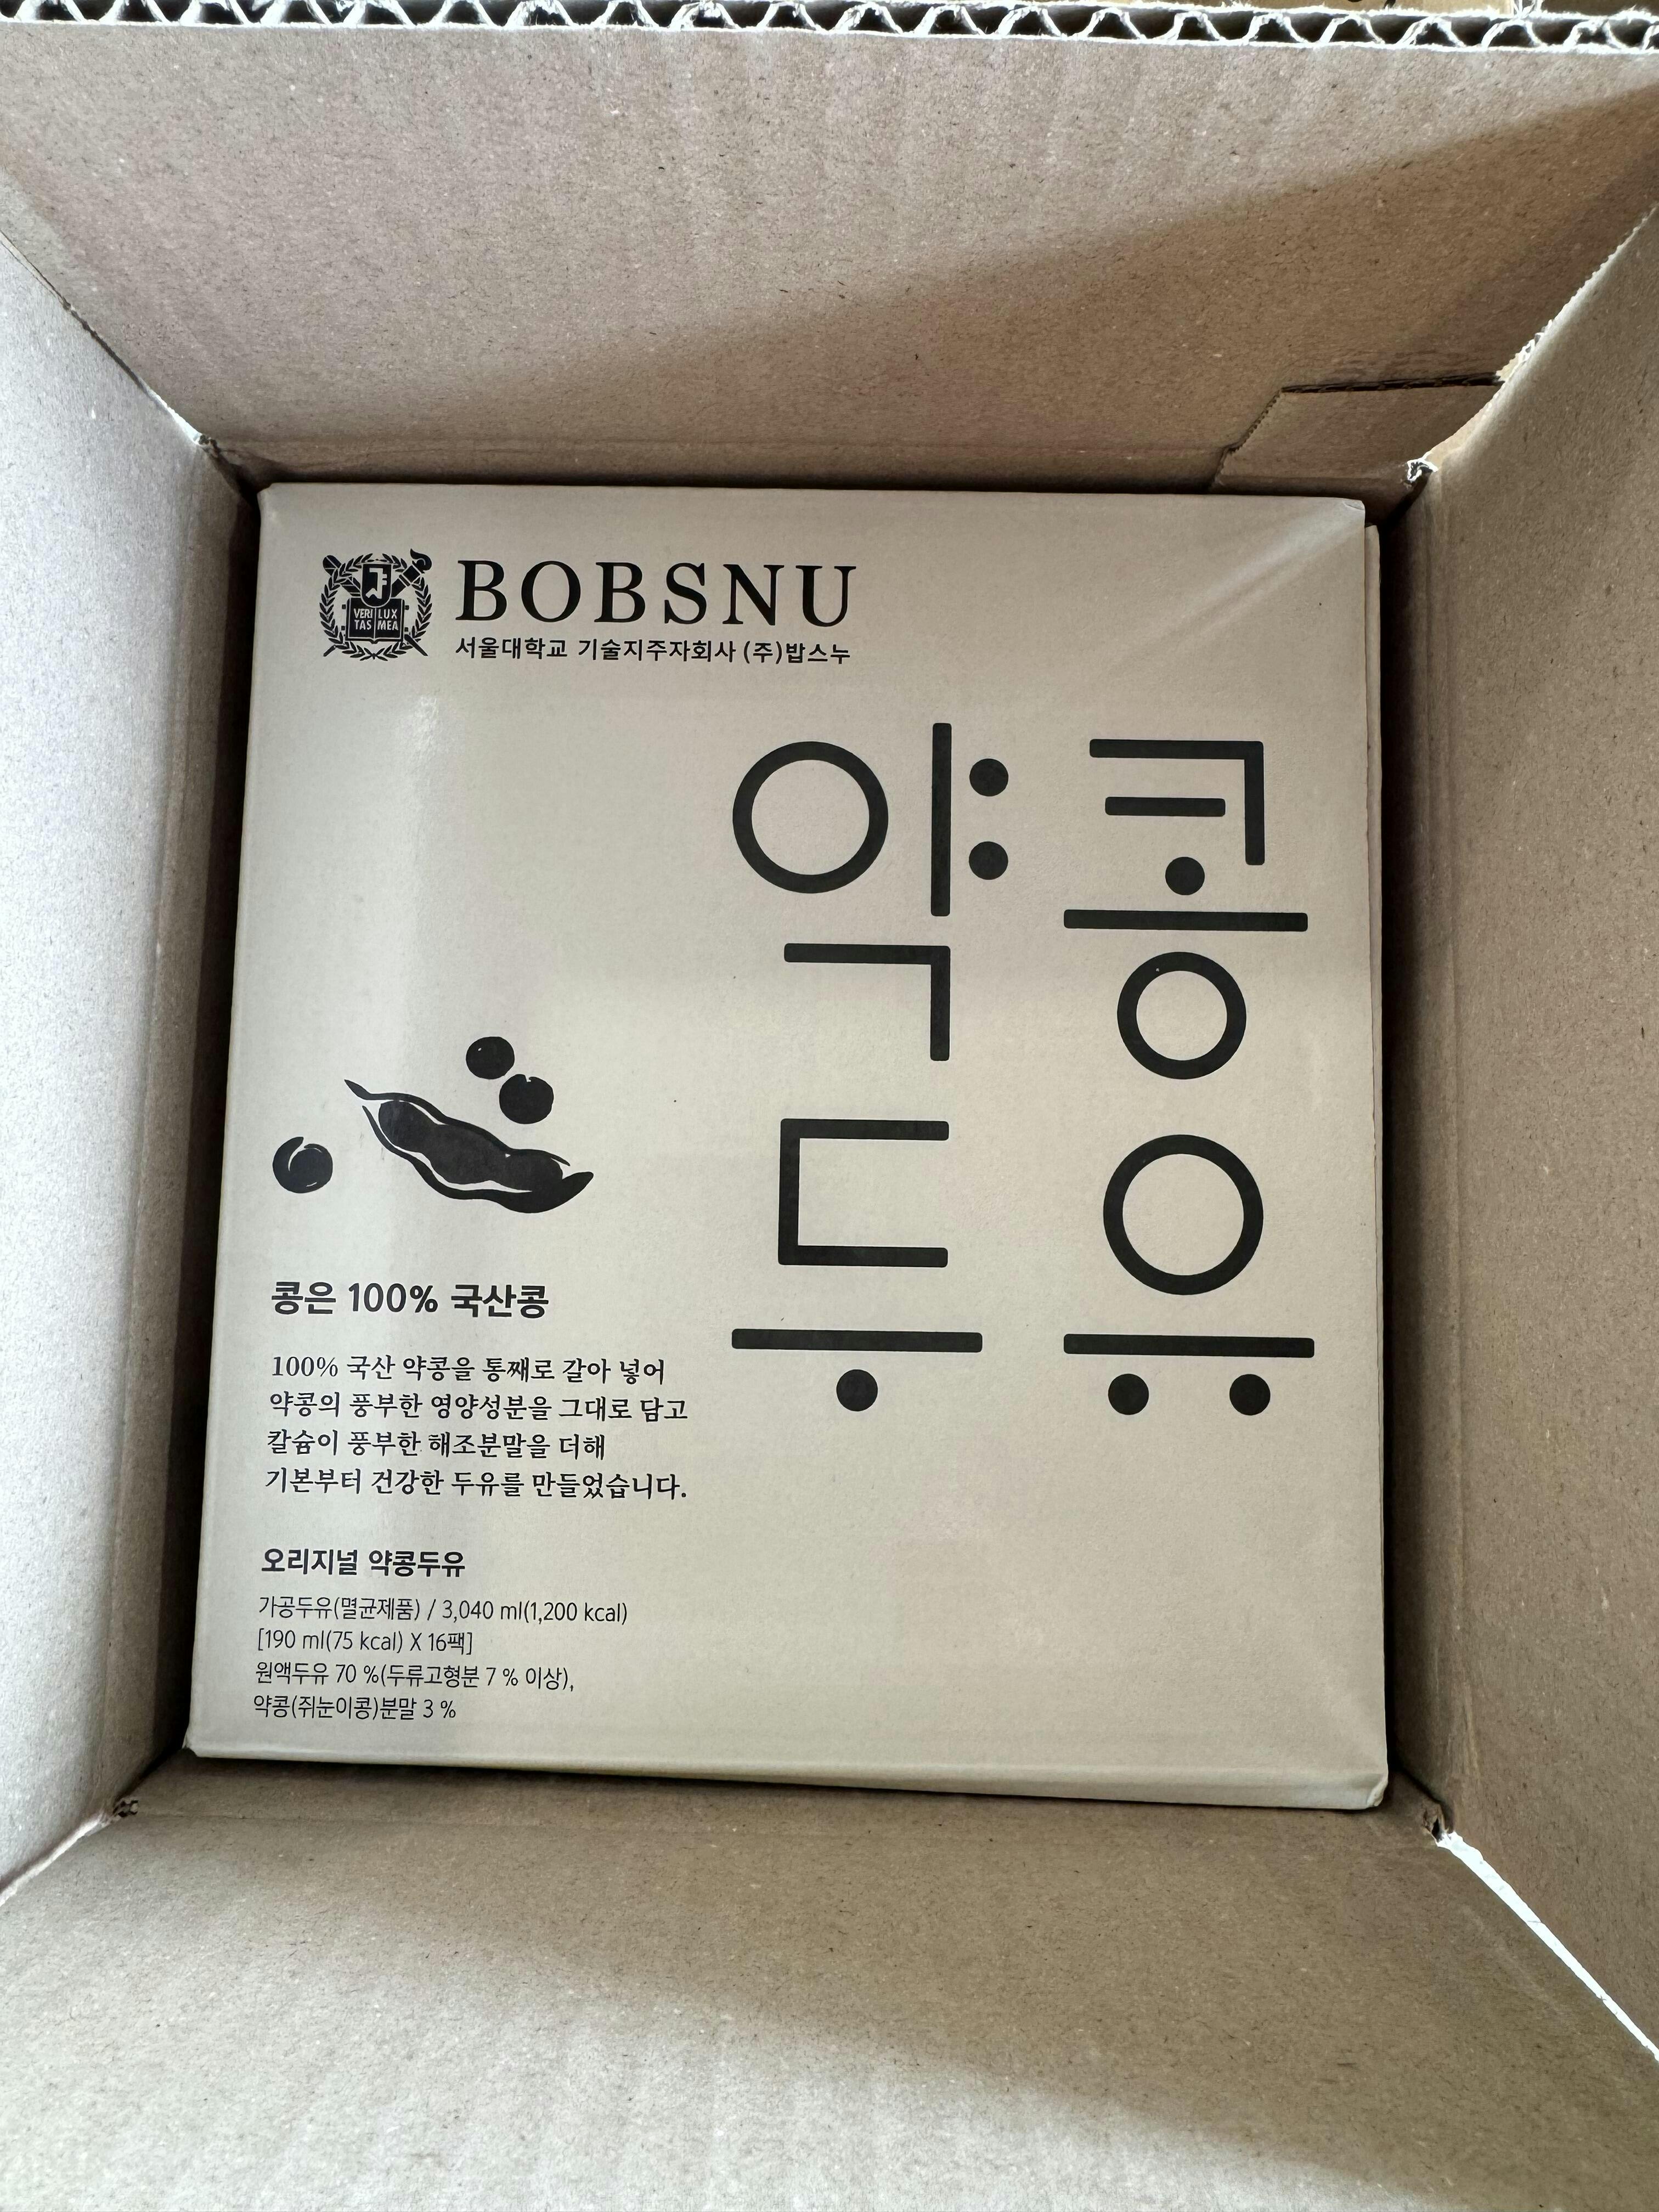 VERI LUX
TAS MEA
BOBSNU
서울대학교 기술지주자회사 (주)밥스누
약콩
두유
콩은 100% 국산콩
100% 국산 약콩을 통째로 갈아 넣어
약콩의 풍부한 영양성분을 그대로 담고
칼슘이 풍부한 해조분말을 더해
기본부터 건강한 두유를 만들었습니다.
오리지널 약콩두유
가공두유(멸균제품) / 3,040 ml(1,200 kcal)
[190 ml(75 kcal) X 16팩]
원액두유 70 %(두류고형분 7 % 이상),
약콩(쥐눈이콩)분말 3 %